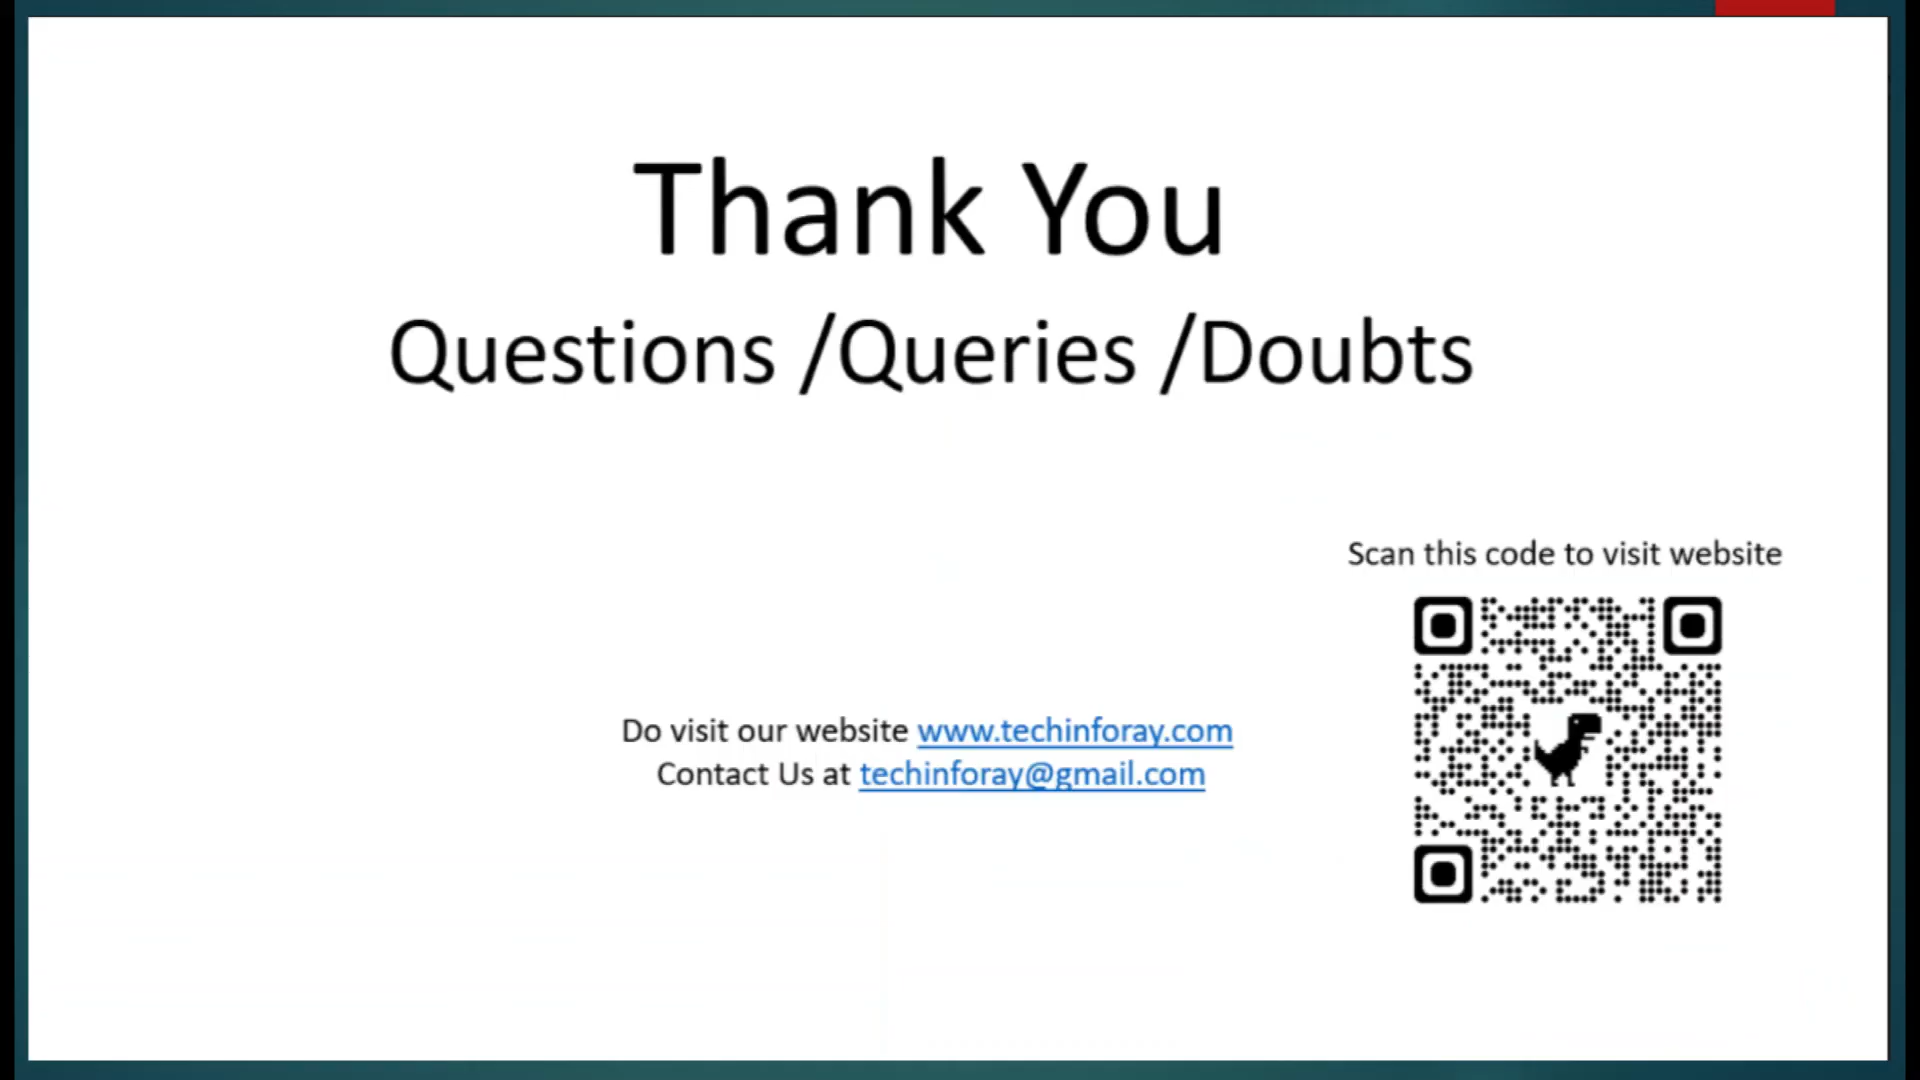 Thank You
Questions /Queries /Doubts
Scan this code to visit website
Do visit our website www.techinforay.com
Contact Us at techinforay@gmail.com